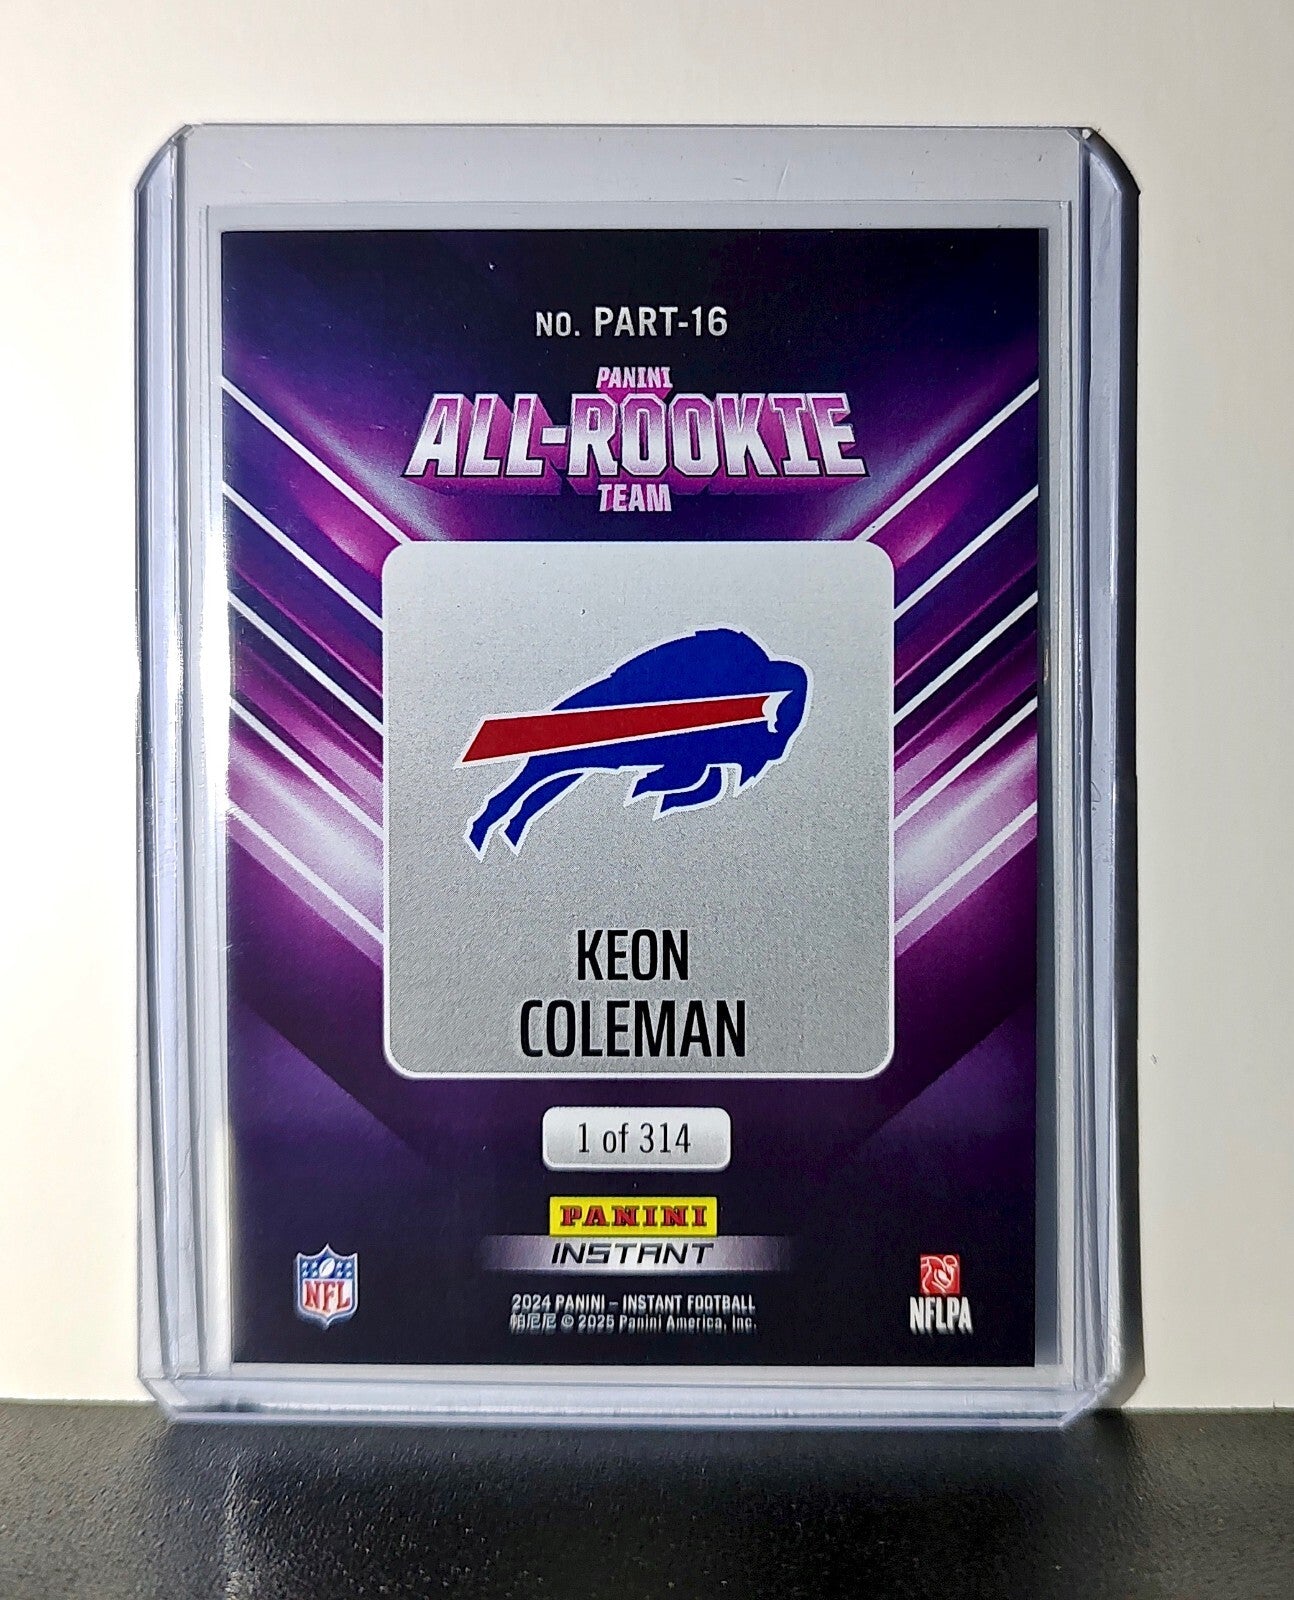 NO. PART-16
PANINI
ALL-ROOKIE
TEAM
KEON
COLEMAN
1 of 314
PANINI
INSTANT
NFL
NFLPA
2024 PANINI – INSTANT FOOTBALL
帕尼尼 © 2025 Panini America, Inc.